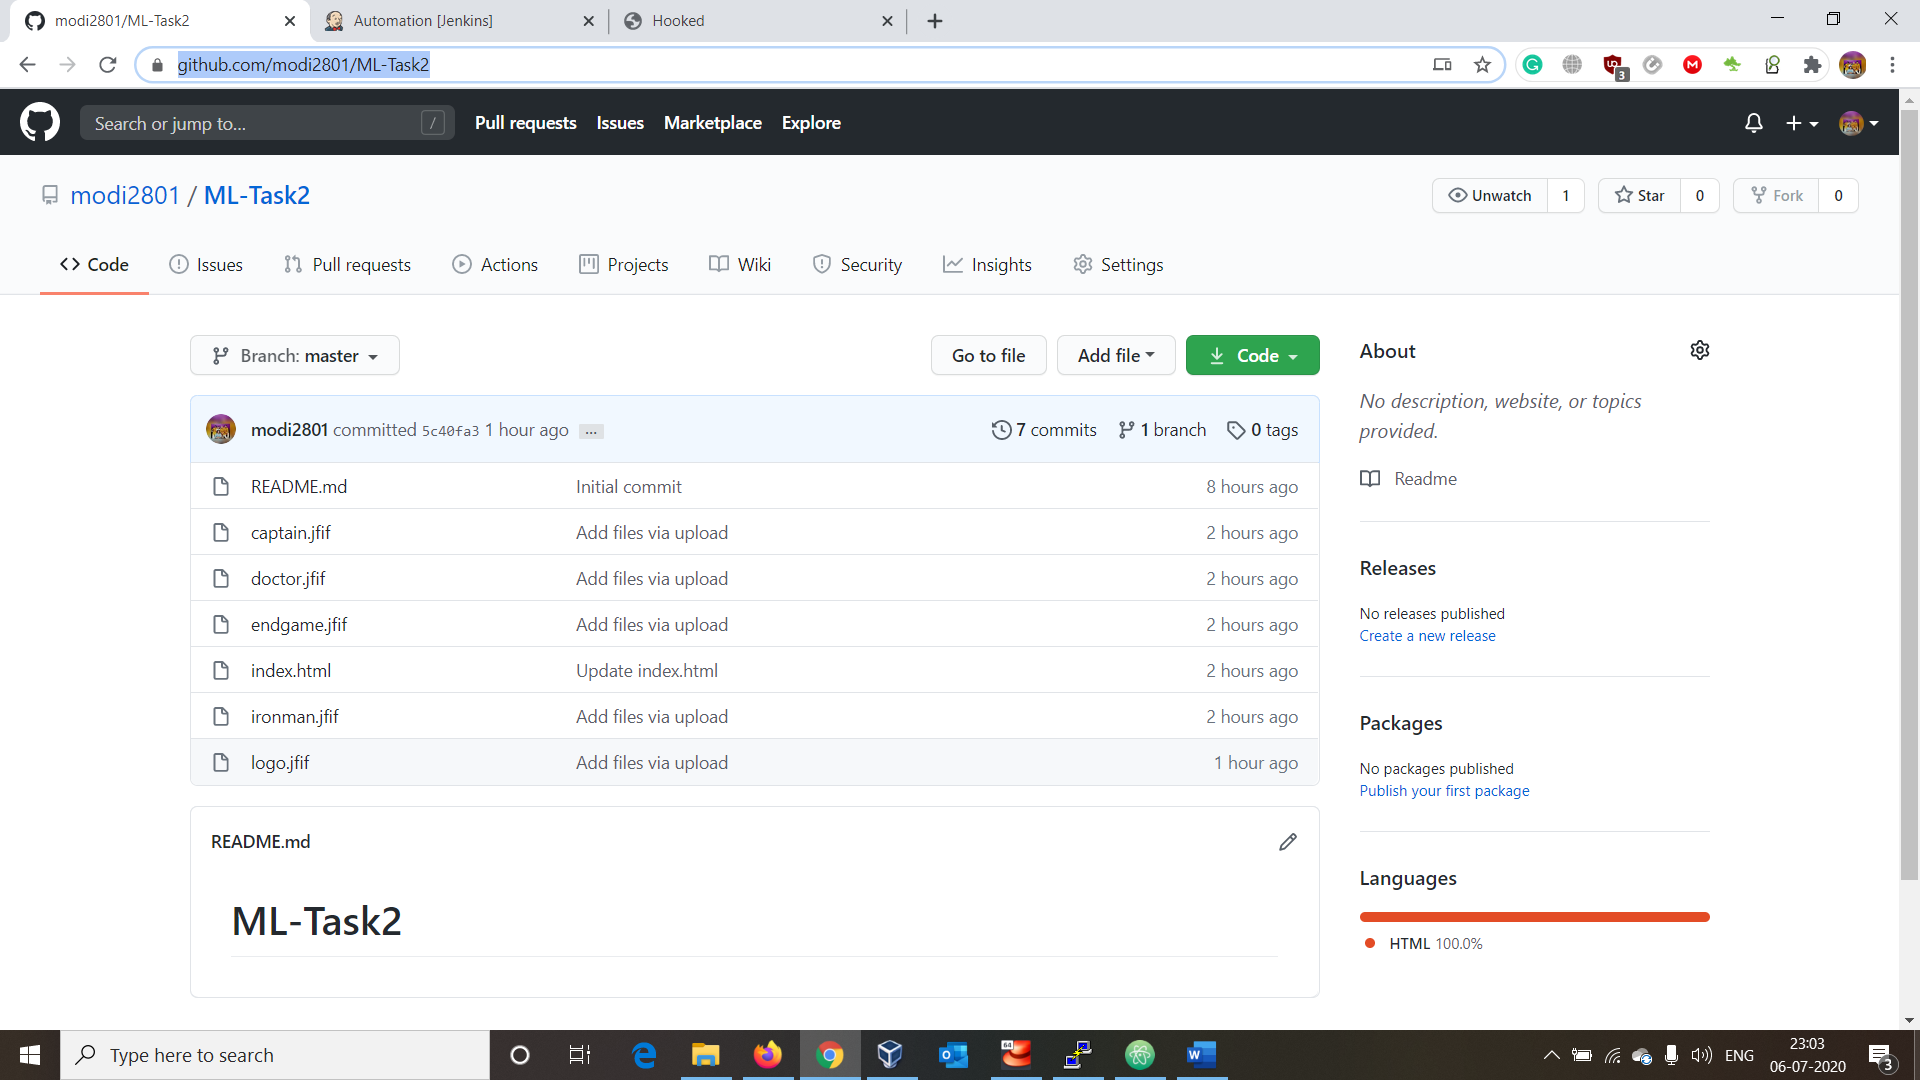 modi2801/ML-Task2
Automation [Jenkins]
Hooked
github.com/modi2801/ML-Task2
3
Search or jump to...
/
Pull requests
Issues
Marketplace
Explore
modi2801 / ML-Task2
Unwatch 1
Star 0
Fork 0
Code
Issues
Pull requests
Actions
Projects
Wiki
Security
Insights
Settings
Branch: master
Go to file
Add file
Code
modi2801 committed 5c40fa3 1 hour ago ...
7 commits
1 branch
0 tags
README.md Initial commit 8 hours ago
captain.jfif Add files via upload 2 hours ago
doctor.jfif Add files via upload 2 hours ago
endgame.jfif Add files via upload 2 hours ago
index.html Update index.html 2 hours ago
ironman.jfif Add files via upload 2 hours ago
logo.jfif Add files via upload 1 hour ago
README.md
ML-Task2
About
No description, website, or topics
provided.
Readme
Releases
No releases published
Create a new release
Packages
No packages published
Publish your first package
Languages
HTML 100.0%
Type here to search
64
ENG
23:03
06-07-2020
3